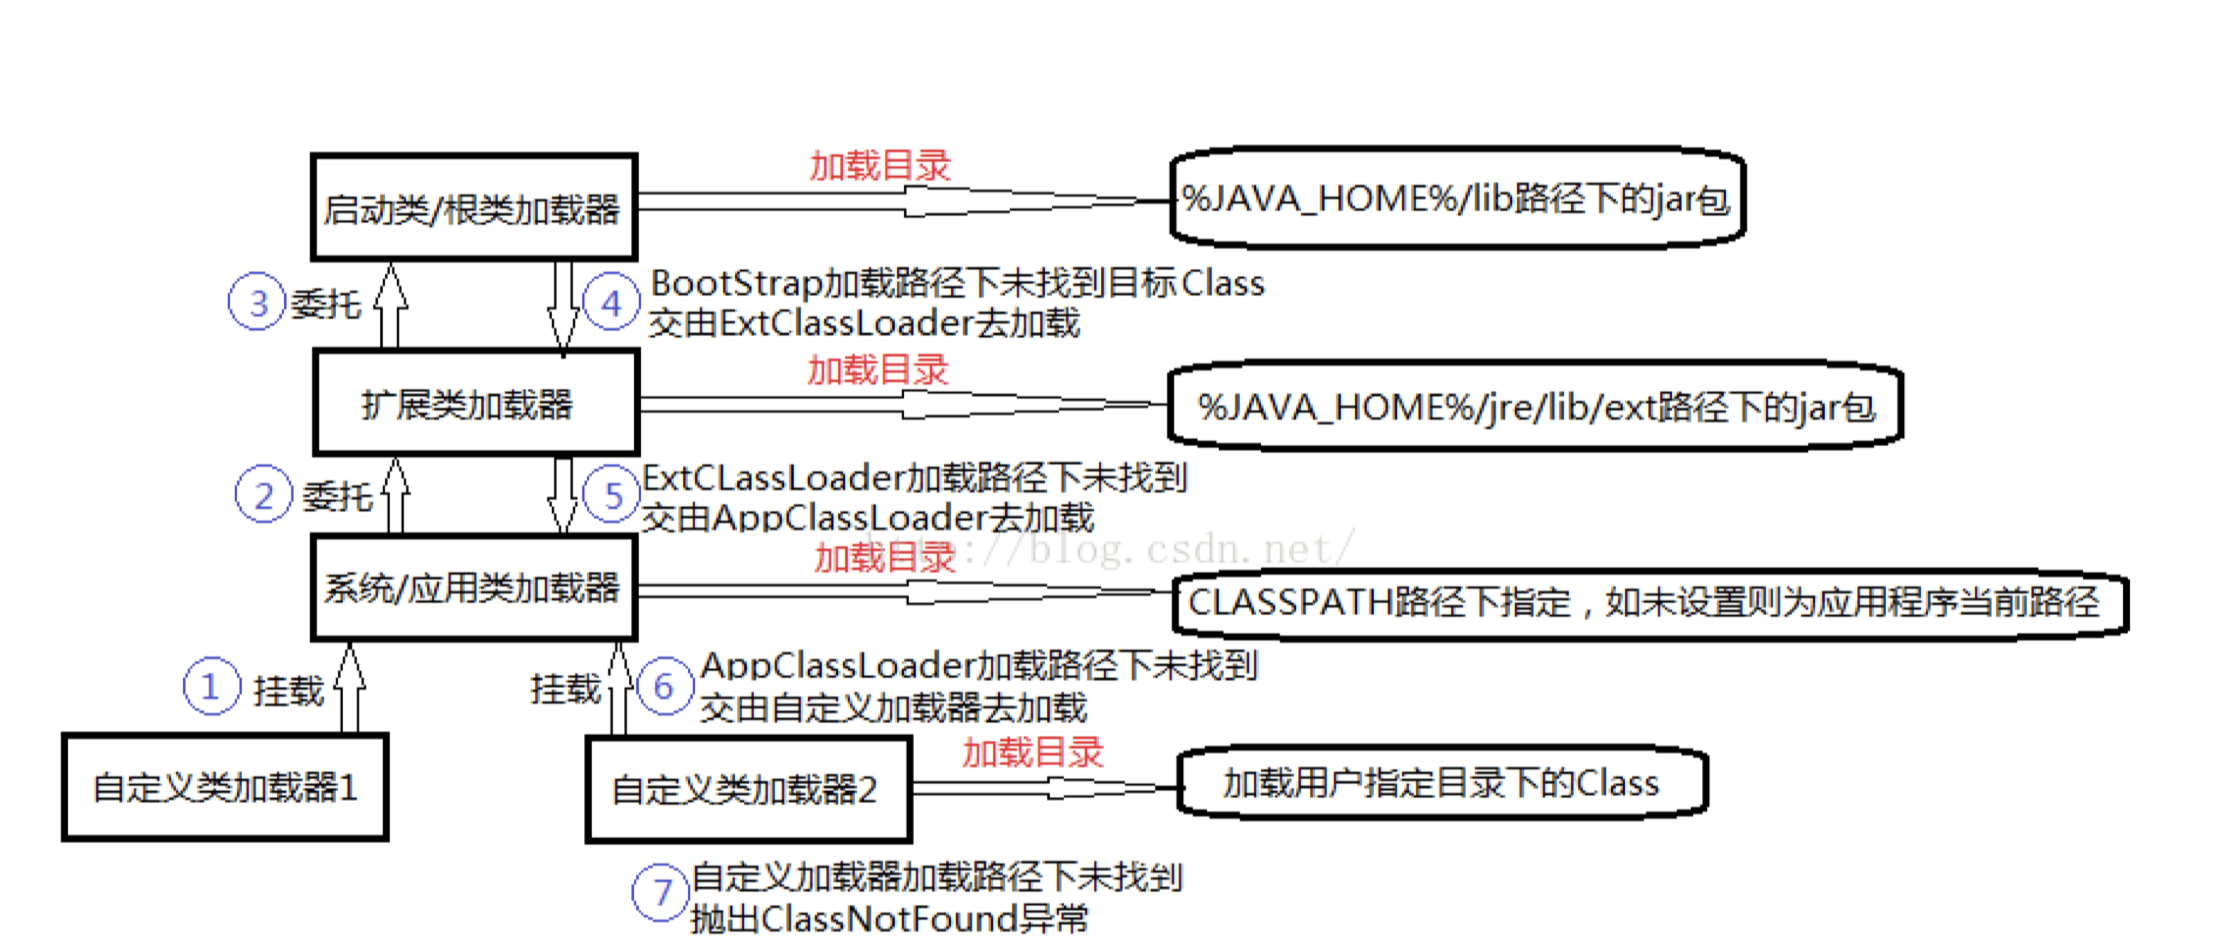 加载目录
启动类/根类加载器
%JAVA_HOME%/lib路径下的jar包
③ 委托
④ BootStrap加载路径下未找到目标Class
交由ExtClassLoader去加载
加载目录
扩展类加载器
%JAVA_HOME%/jre/lib/ext路径下的jar包
② 委托
⑤ ExtCLassLoader加载路径下未找到
交由AppClassLoader去加载
http://blog.csdn.net/
加载目录
系统/应用类加载器
CLASSPATH路径下指定，如未设置则为应用程序当前路径
① 挂载
挂载
⑥ AppClassLoader加载路径下未找到
交由自定义加载器去加载
加载目录
自定义类加载器1
自定义类加载器2
加载用户指定目录下的Class
⑦ 自定义加载器加载路径下未找到
抛出ClassNotFound异常